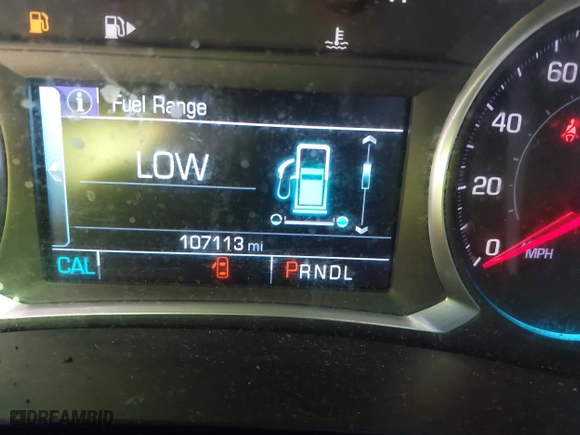 Fuel Range
LOW
107113 mi
CAL
PRNDL
60
40
20
0
MPH
DREAMBID